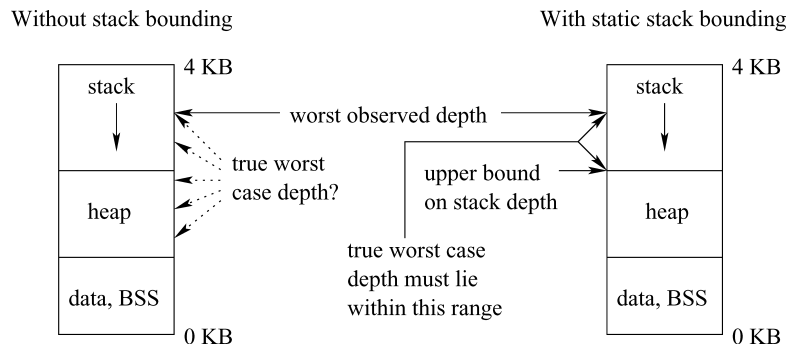 Without stack bounding
With static stack bounding
4 KB
4 KB
stack
stack
worst observed depth
true worst
case depth?
upper bound
on stack depth
heap
heap
true worst case
depth must lie
within this range
data, BSS
data, BSS
0 KB
0 KB